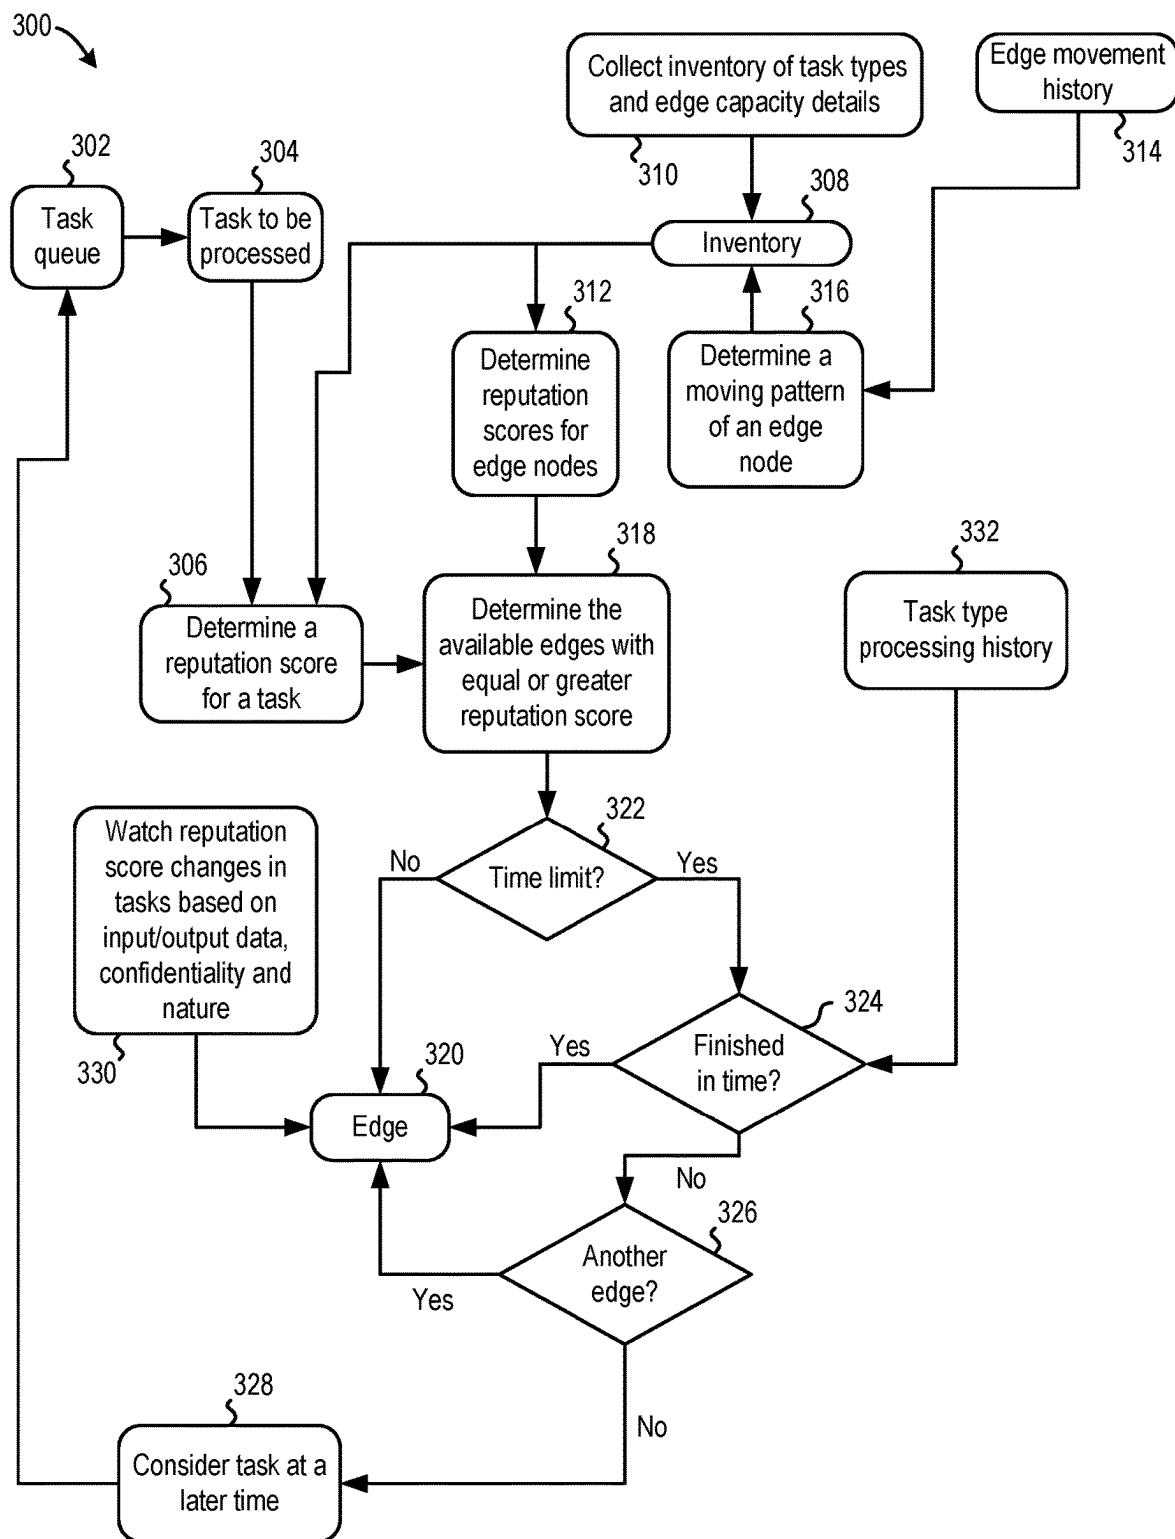 300
Collect inventory of task types
and edge capacity details
310
Edge movement
history
314
302
Task
queue
304
Task to be
processed
308
Inventory
312
Determine
reputation
scores for
edge nodes
316
Determine a
moving pattern
of an edge
node
306
Determine a
reputation score
for a task
318
Determine the
available edges with
equal or greater
reputation score
332
Task type
processing history
322
Time limit?
No
Yes
Watch reputation
score changes in
tasks based on
input/output data,
confidentiality and
nature
330
324
Finished
in time?
Yes
No
320
Edge
326
Another
edge?
Yes
No
328
Consider task at a
later time